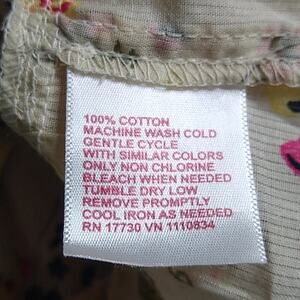 100% COTTON
MACHINE WASH COLD
GENTLE CYCLE
WITH SIMILAR COLORS
ONLY NON CHLORINE
BLEACH WHEN NEEDED
TUMBLE DRY LOW
REMOVE PROMPTLY
COOL IRON AS NEEDED
RN 17730 VN 1110634